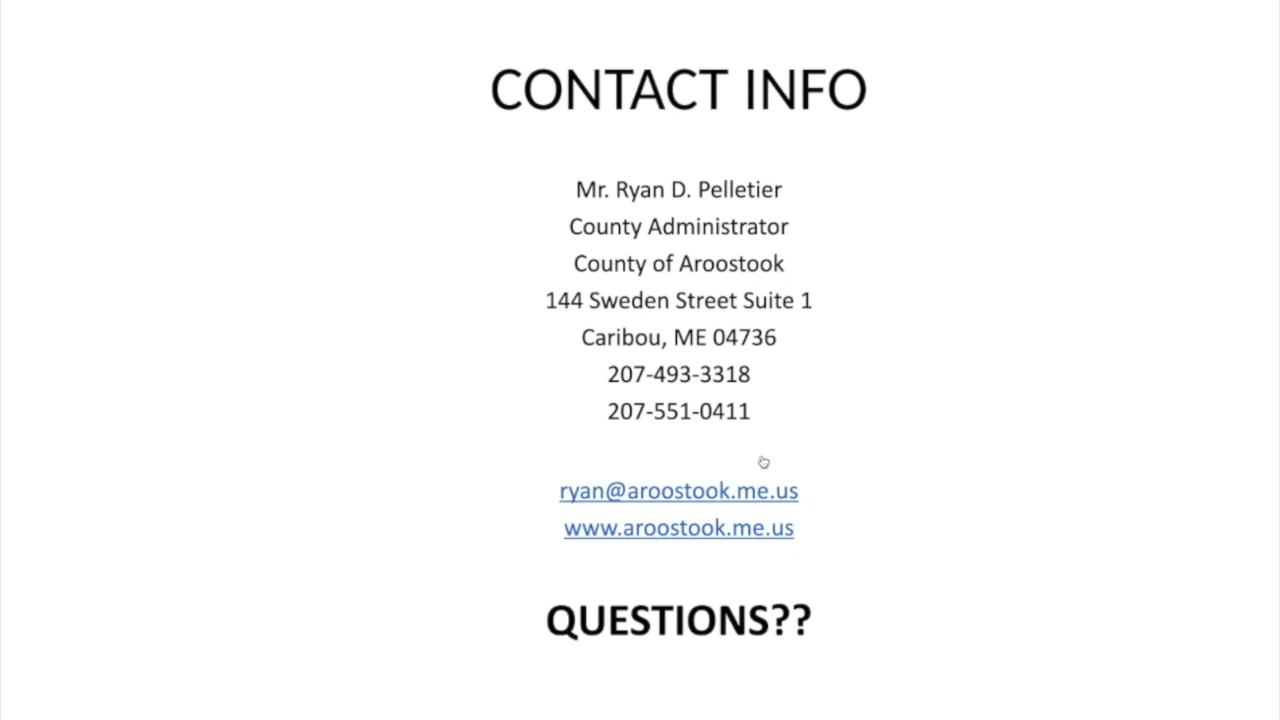 CONTACT INFO
Mr. Ryan D. Pelletier
County Administrator
County of Aroostook
144 Sweden Street Suite 1
Caribou, ME 04736
207-493-3318
207-551-0411
ryan@aroostook.me.us
www.aroostook.me.us
QUESTIONS??